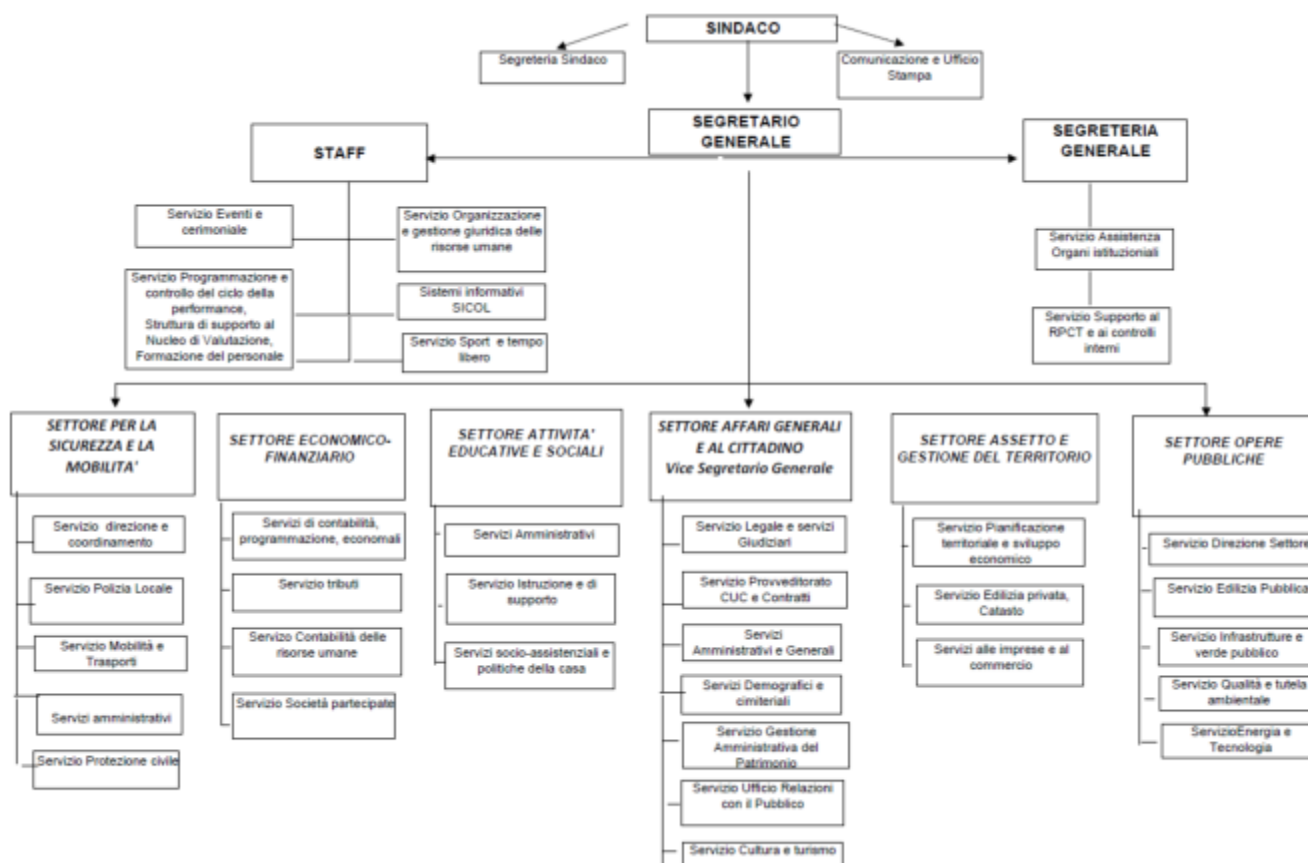 SINDACO
Segreteria Sindaco
Comunicazione e Ufficio
Stampa
SEGRETARIO
GENERALE
STAFF
SEGRETERIA
GENERALE
Servizio Eventi e
cerimoniale
Servizio Organizzazione
e gestione giuridica delle
risorse umane
Servizio Assistenza
Organi istituzionali
Servizio Programmazione e
controllo del ciclo della
performance,
Struttura di supporto al
Nucleo di Valutazione,
Formazione del personale
Sistemi informativi
SICOL
Servizio Sport e tempo
libero
Servizio Supporto al
RPCT e ai controlli
interni
SETTORE PER LA
SICUREZZA E LA
MOBILITA'
Servizio direzione e
coordinamento
Servizio Polizia Locale
Servizio Mobilità e
Trasporti
Servizi amministrativi
Servizio Protezione civile
SETTORE ECONOMICO-
FINANZIARIO
Servizi di contabilità,
programmazione, economali
Servizio tributi
Servizo Contabilità delle
risorse umane
Servizio Società partecipate
SETTORE ATTIVITA'
EDUCATIVE E SOCIALI
Servizi Amministrativi
Servizio Istruzione e di
supporto
Servizi socio-assistenziali e
politiche della casa
SETTORE AFFARI GENERALI
E AL CITTADINO
Vice Segretario Generale
Servizio Legale e servizi
Giudiziari
Servizio Provveditorato
CUC e Contratti
Servizi
Amministrativi e Generali
Servizi Demografici e
cimiteriali
Servizio Gestione
Amministrativa del
Patrimonio
Servizio Ufficio Relazioni
con il Pubblico
Servizio Cultura e turismo
SETTORE ASSETTO E
GESTIONE DEL TERRITORIO
Servizio Pianificazione
territoriale e sviluppo
economico
Servizio Edilizia privata,
Catasto
Servizi alle imprese e al
commercio
SETTORE OPERE
PUBBLICHE
Servizio Direzione Settore
Servizio Edilizia Pubblica
Servizio Infrastrutture e
verde pubblico
Servizio Qualità e tutela
ambientale
ServizioEnergia e
Tecnologia